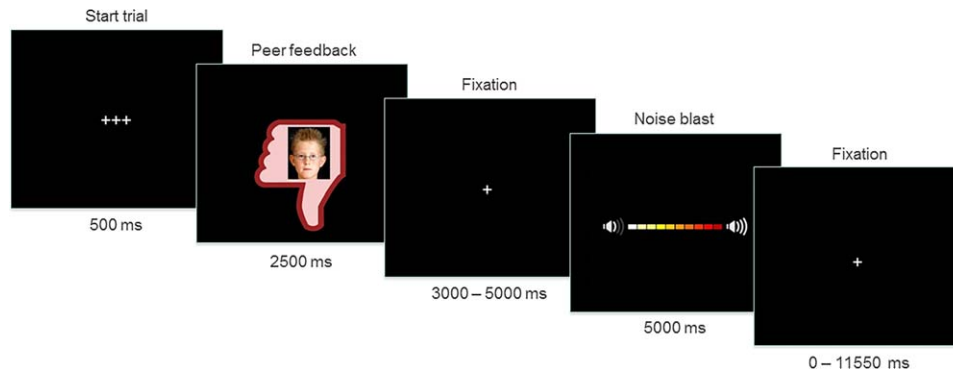 Start trial
+++
500 ms
Peer feedback
2500 ms
Fixation
+
3000 – 5000 ms
Noise blast
5000 ms
Fixation
+
0 – 11550 ms